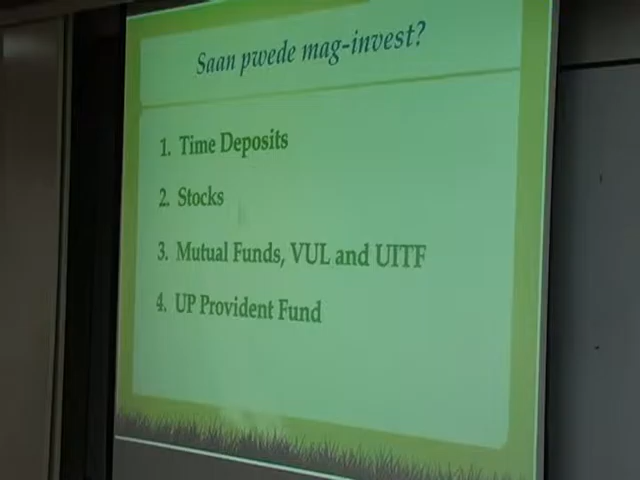 Saan pwede mag-invest?
1. Time Deposits
2. Stocks
3. Mutual Funds, VUL and UITF
4. UP Provident Fund